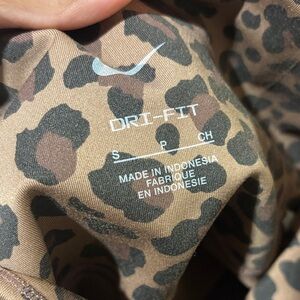 DRI-FIT
S P CH
MADE IN INDONESIA
FABRIQUE
EN INDONESIE